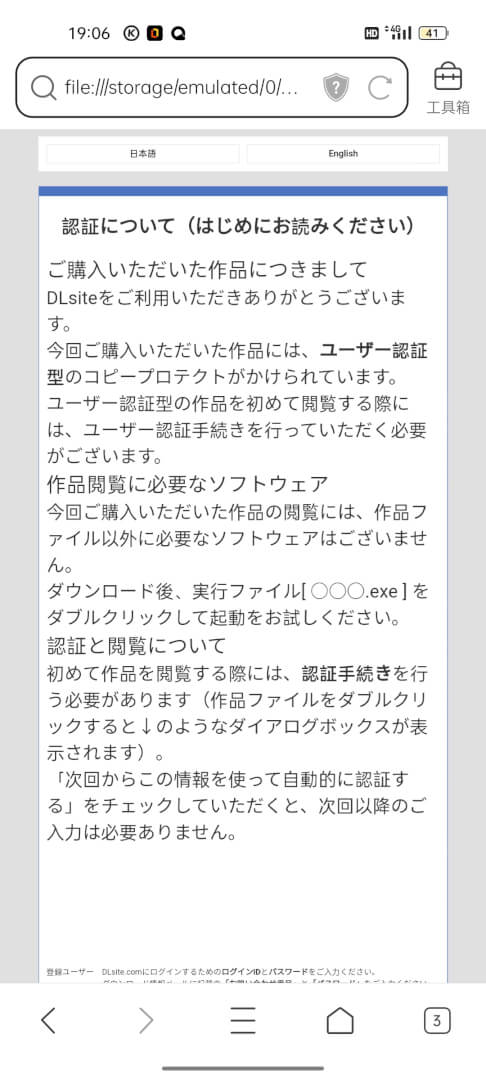 19:06
HD 4G 41
file:///storage/emulated/0/...
工具箱
日本語 English
認証について（はじめにお読みください）
ご購入いただいた作品につきまして
DLsiteをご利用いただきありがとうございま
す。
今回ご購入いただいた作品には、ユーザー認証
型のコピープロテクトがかけられています。
ユーザー認証型の作品を初めて閲覧する際に
は、ユーザー認証手続きを行っていただく必要
がございます。
作品閲覧に必要なソフトウェア
今回ご購入いただいた作品の閲覧には、作品フ
ァイル以外に必要なソフトウェアはございませ
ん。
ダウンロード後、実行ファイル[ 〇〇〇.exe ] を
ダブルクリックして起動をお試しください。
認証と閲覧について
初めて作品を閲覧する際には、認証手続きを行
う必要があります（作品ファイルをダブルクリ
ックすると↓のようなダイアログボックスが表
示されます）。
「次回からこの情報を使って自動的に認証す
る」をチェックしていただくと、次回以降のご
入力は必要ありません。
登録ユーザー DLsite.comにログインするためのログインIDとパスワードをご入力ください。
3